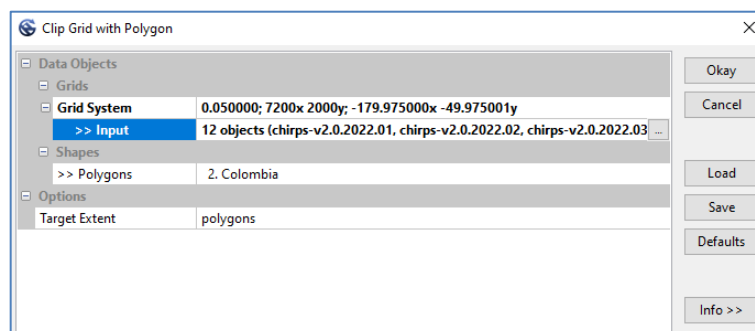 Clip Grid with Polygon
Data Objects
Okay
Grids
Grid System 0.050000; 7200x 2000y; -179.975000x -49.975001y
Cancel
>> Input 12 objects (chirps-v2.0.2022.01, chirps-v2.0.2022.02, chirps-v2.0.2022.03 ...
Shapes
>> Polygons 2. Colombia
Load
Options
Save
Target Extent polygons
Defaults
Info >>